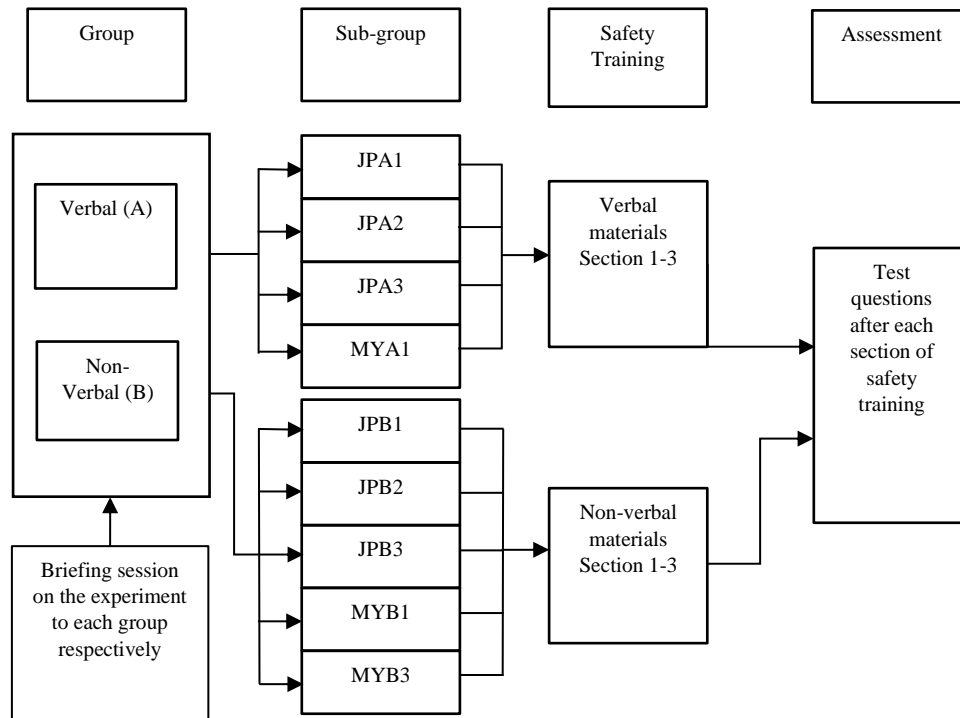 Group
Sub-group
Safety
Training
Assessment
Verbal (A)
Non-
Verbal (B)
Briefing session
on the experiment
to each group
respectively
JPA1
JPA2
JPA3
MYA1
JPB1
JPB2
JPB3
MYB1
MYB3
Verbal
materials
Section 1-3
Non-verbal
materials
Section 1-3
Test
questions
after each
section of
safety
training